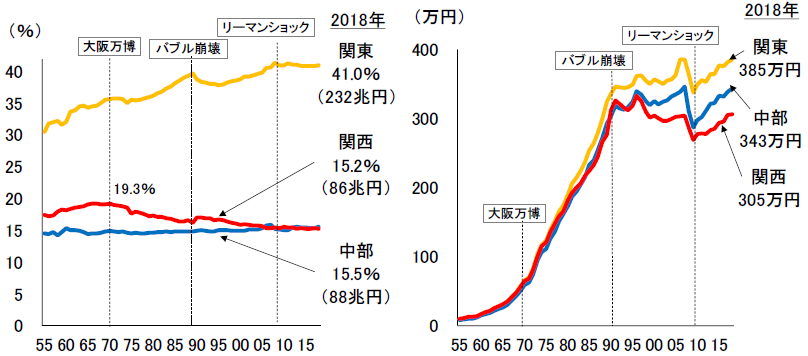 (%)
2018年
大阪万博
バブル崩壊
リーマンショック
関東
41.0%
(232兆円)
関西
15.2%
(86兆円)
19.3%
中部
15.5%
(88兆円)
40
35
30
25
20
15
10
5
0
55 60 65 70 75 80 85 90 95 00 05 10 15
(万円)
2018年
リーマンショック
バブル崩壊
大阪万博
関東
385万円
中部
343万円
関西
305万円
400
300
200
100
0
55 60 65 70 75 80 85 90 95 00 05 10 15